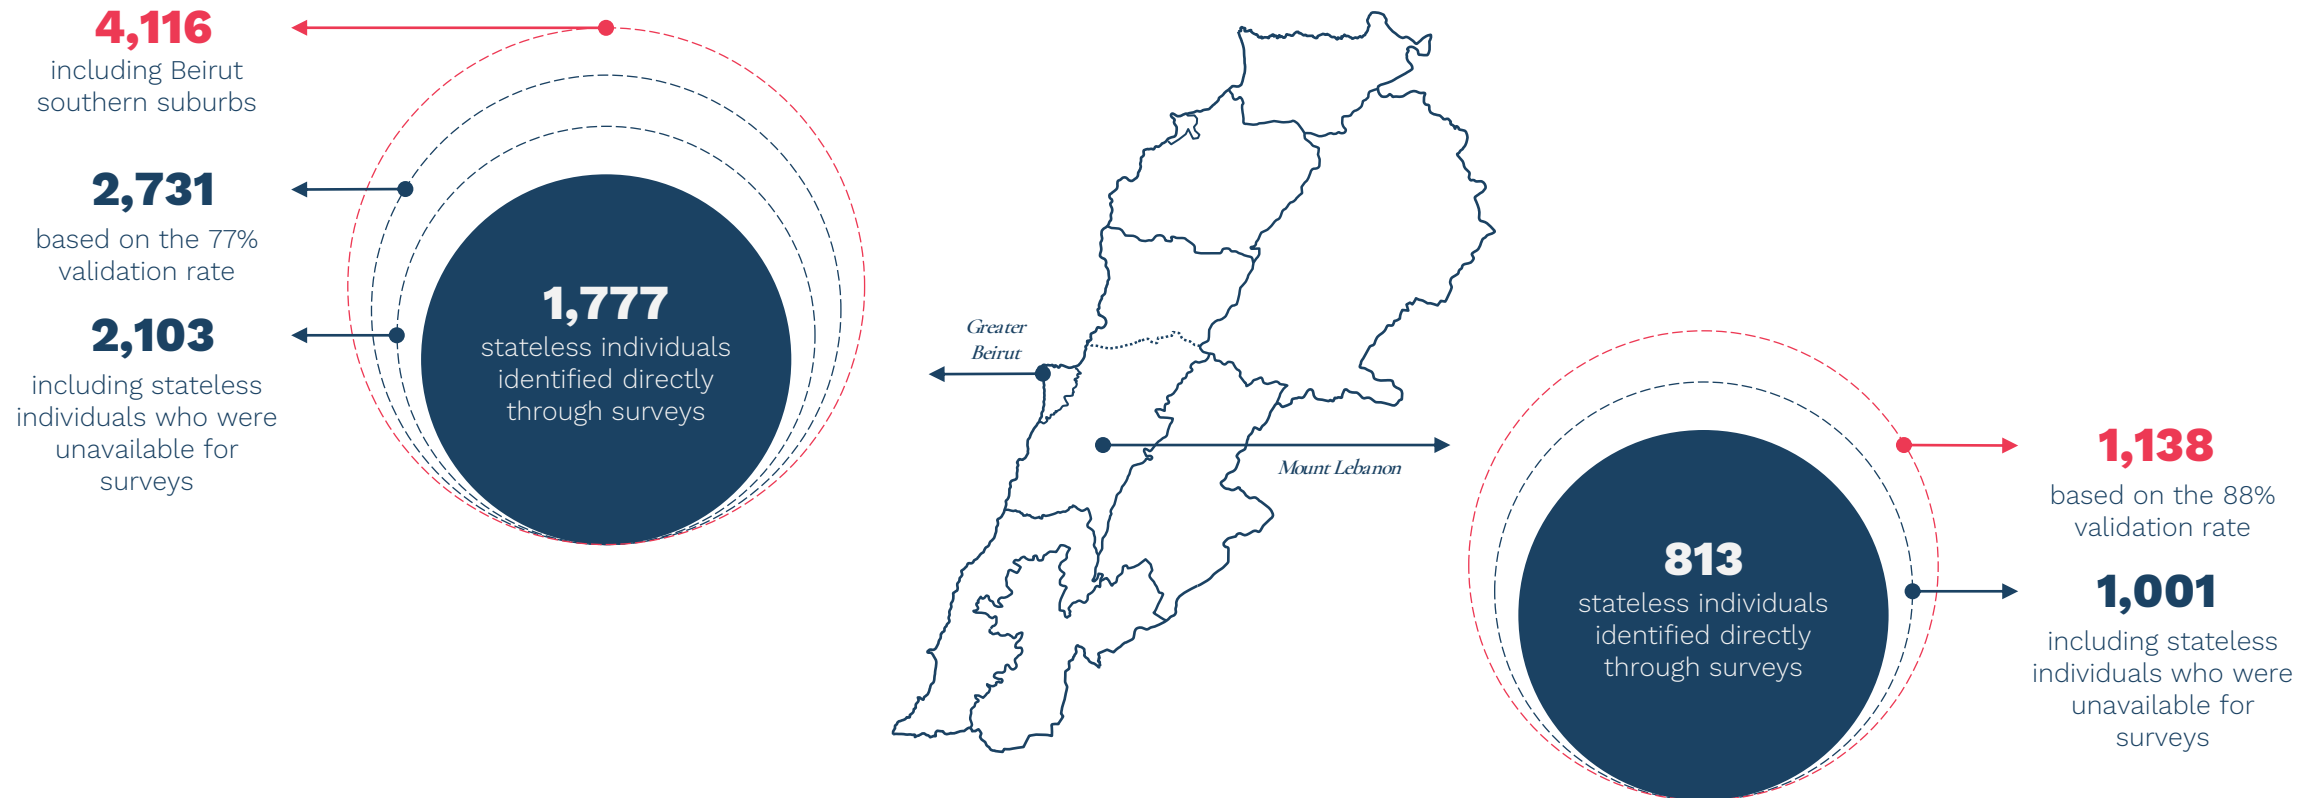 4,116
including Beirut
southern suburbs
2,731
based on the 77%
validation rate
2,103
including stateless
individuals who were
unavailable for
surveys
1,777
stateless individuals
identified directly
through surveys
Greater
Beirut
Mount Lebanon
813
stateless individuals
identified directly
through surveys
1,138
based on the 88%
validation rate
1,001
including stateless
individuals who were
unavailable for
surveys